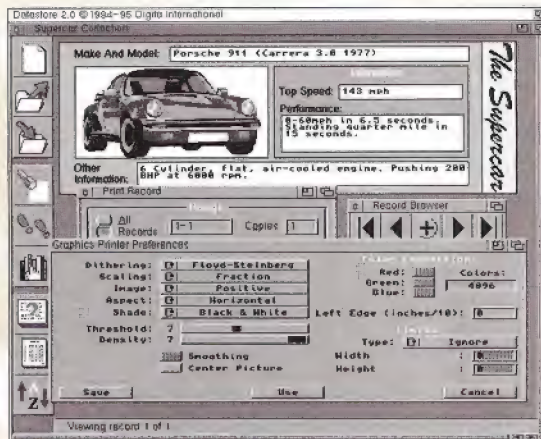 Datastore 2.0 © 1994-95 Digita International
Supercar Collection
Make And Model: Porsche 911 (Carrera 3.0 1977)
Top Speed: 143 mph
Performance:
0-60mph in 6.5 seconds.
Standing quarter mile in
15 seconds.
The Supercar
Other Information: 6 Cylinder, flat, air-cooled engine. Pushing 200
BHP at 6000 rpm.
Print Record
Record Browser
All
Records 1-1 Copies 1
Graphics Printer Preferences
Dithering: Floyd-Steinberg
Scaling: Fraction
Image: Positive
Aspect: Horizontal
Shade: Black & White
Threshold: 7
Density: 7
Smoothing
Center Picture
Red:
Green:
Blue:
Colors:
4096
Left Edge (inches/10): 0
Limits
Type: Ignore
Width : 0
Height : 0
Save Use Cancel
A
Z
Viewing record 1 of 1